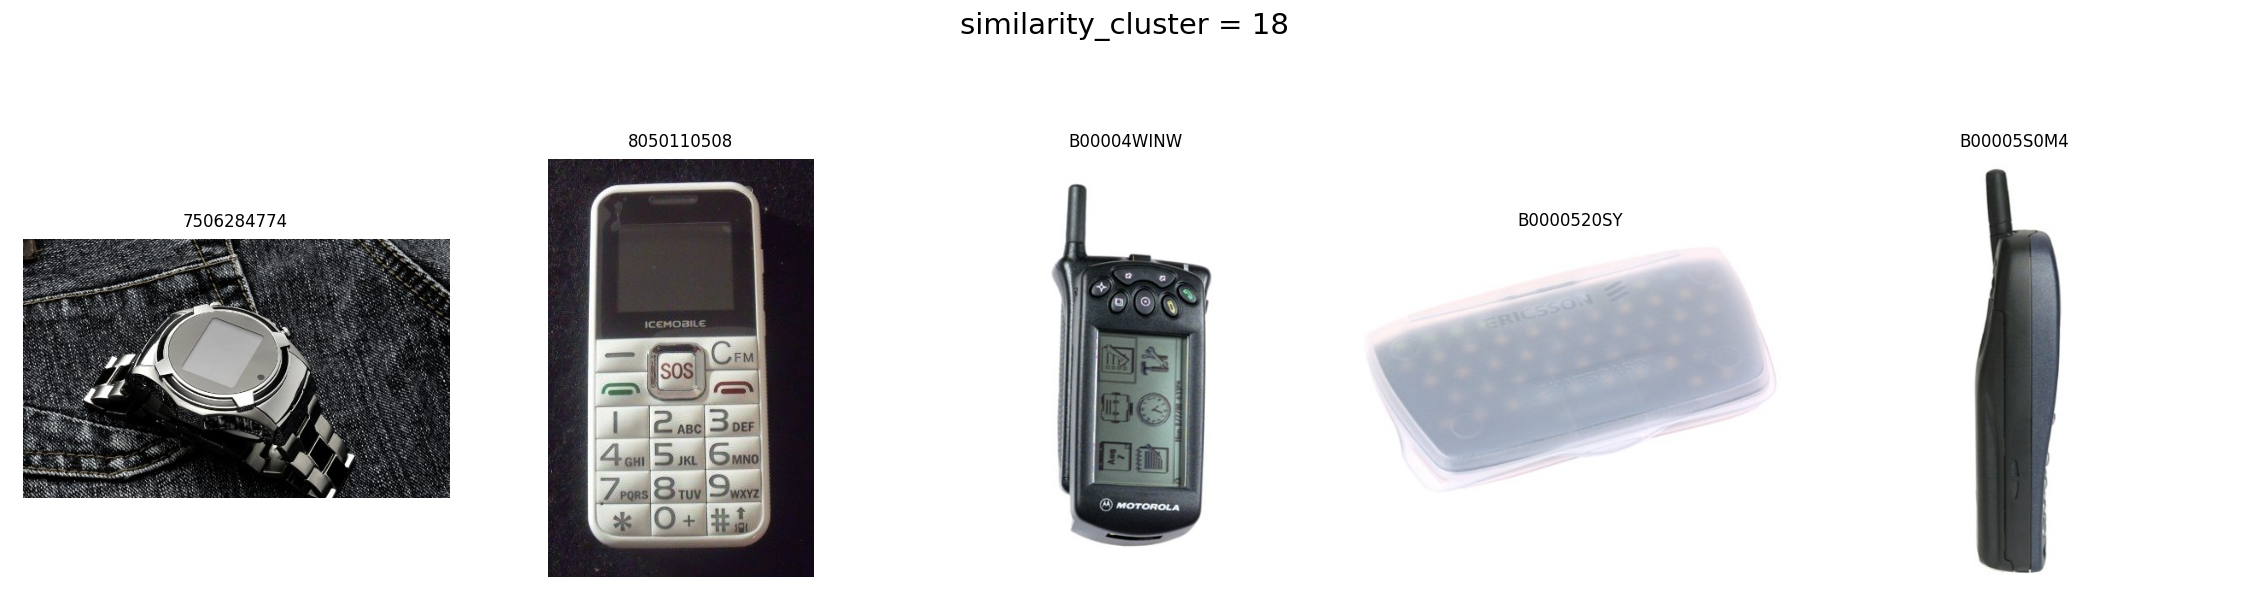 similarity_cluster = 18
7506284774
8050110508
B00004WINW
B0000520SY
B00005S0M4
ICEMOBILE
C FM
SOS
1 2 ABC 3 DEF
4 GHI 5 JKL 6 MNO
7 PQRS 8 TUV 9 WXYZ
* 0 + #
MOTOROLA
ERICSSON